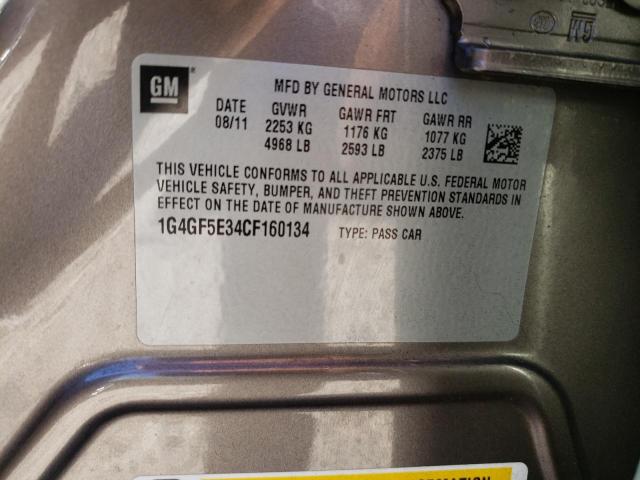 GM
MFD BY GENERAL MOTORS LLC
DATE GVWR GAWR FRT GAWR RR
08/11 2253 KG 1176 KG 1077 KG
4968 LB 2593 LB 2375 LB
THIS VEHICLE CONFORMS TO ALL APPLICABLE U.S. FEDERAL MOTOR
VEHICLE SAFETY, BUMPER, AND THEFT PREVENTION STANDARDS IN
EFFECT ON THE DATE OF MANUFACTURE SHOWN ABOVE.
1G4GF5E34CF160134 TYPE: PASS CAR